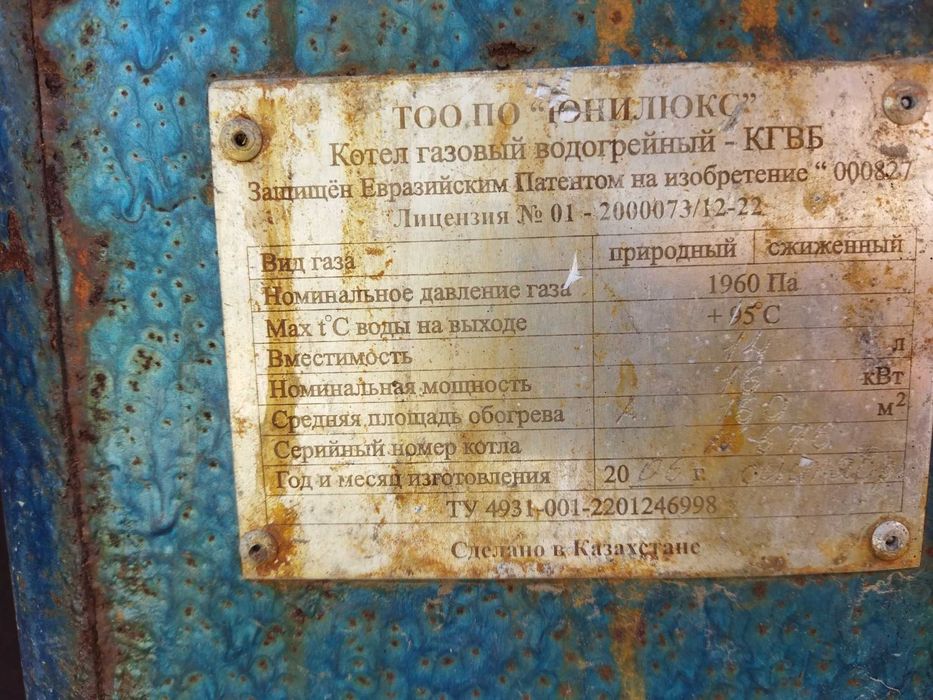 ТОО ПО "ЮНИЛЮКС"
Котел газовый водогрейный - КГВБ
Защищён Евразийским Патентом на изобретение " 000827
Лицензия № 01 - 2000073/12-22
Вид газа природный сжиженный
Номинальное давление газа 1960 Па
Max t°C воды на выходе + 95°C
Вместимость л
Номинальная мощность кВт
Средняя площадь обогрева м²
Серийный номер котла
Год и месяц изготовления 20 06 г.
ТУ 4931-001-2201246998
Сделано в Казахстане